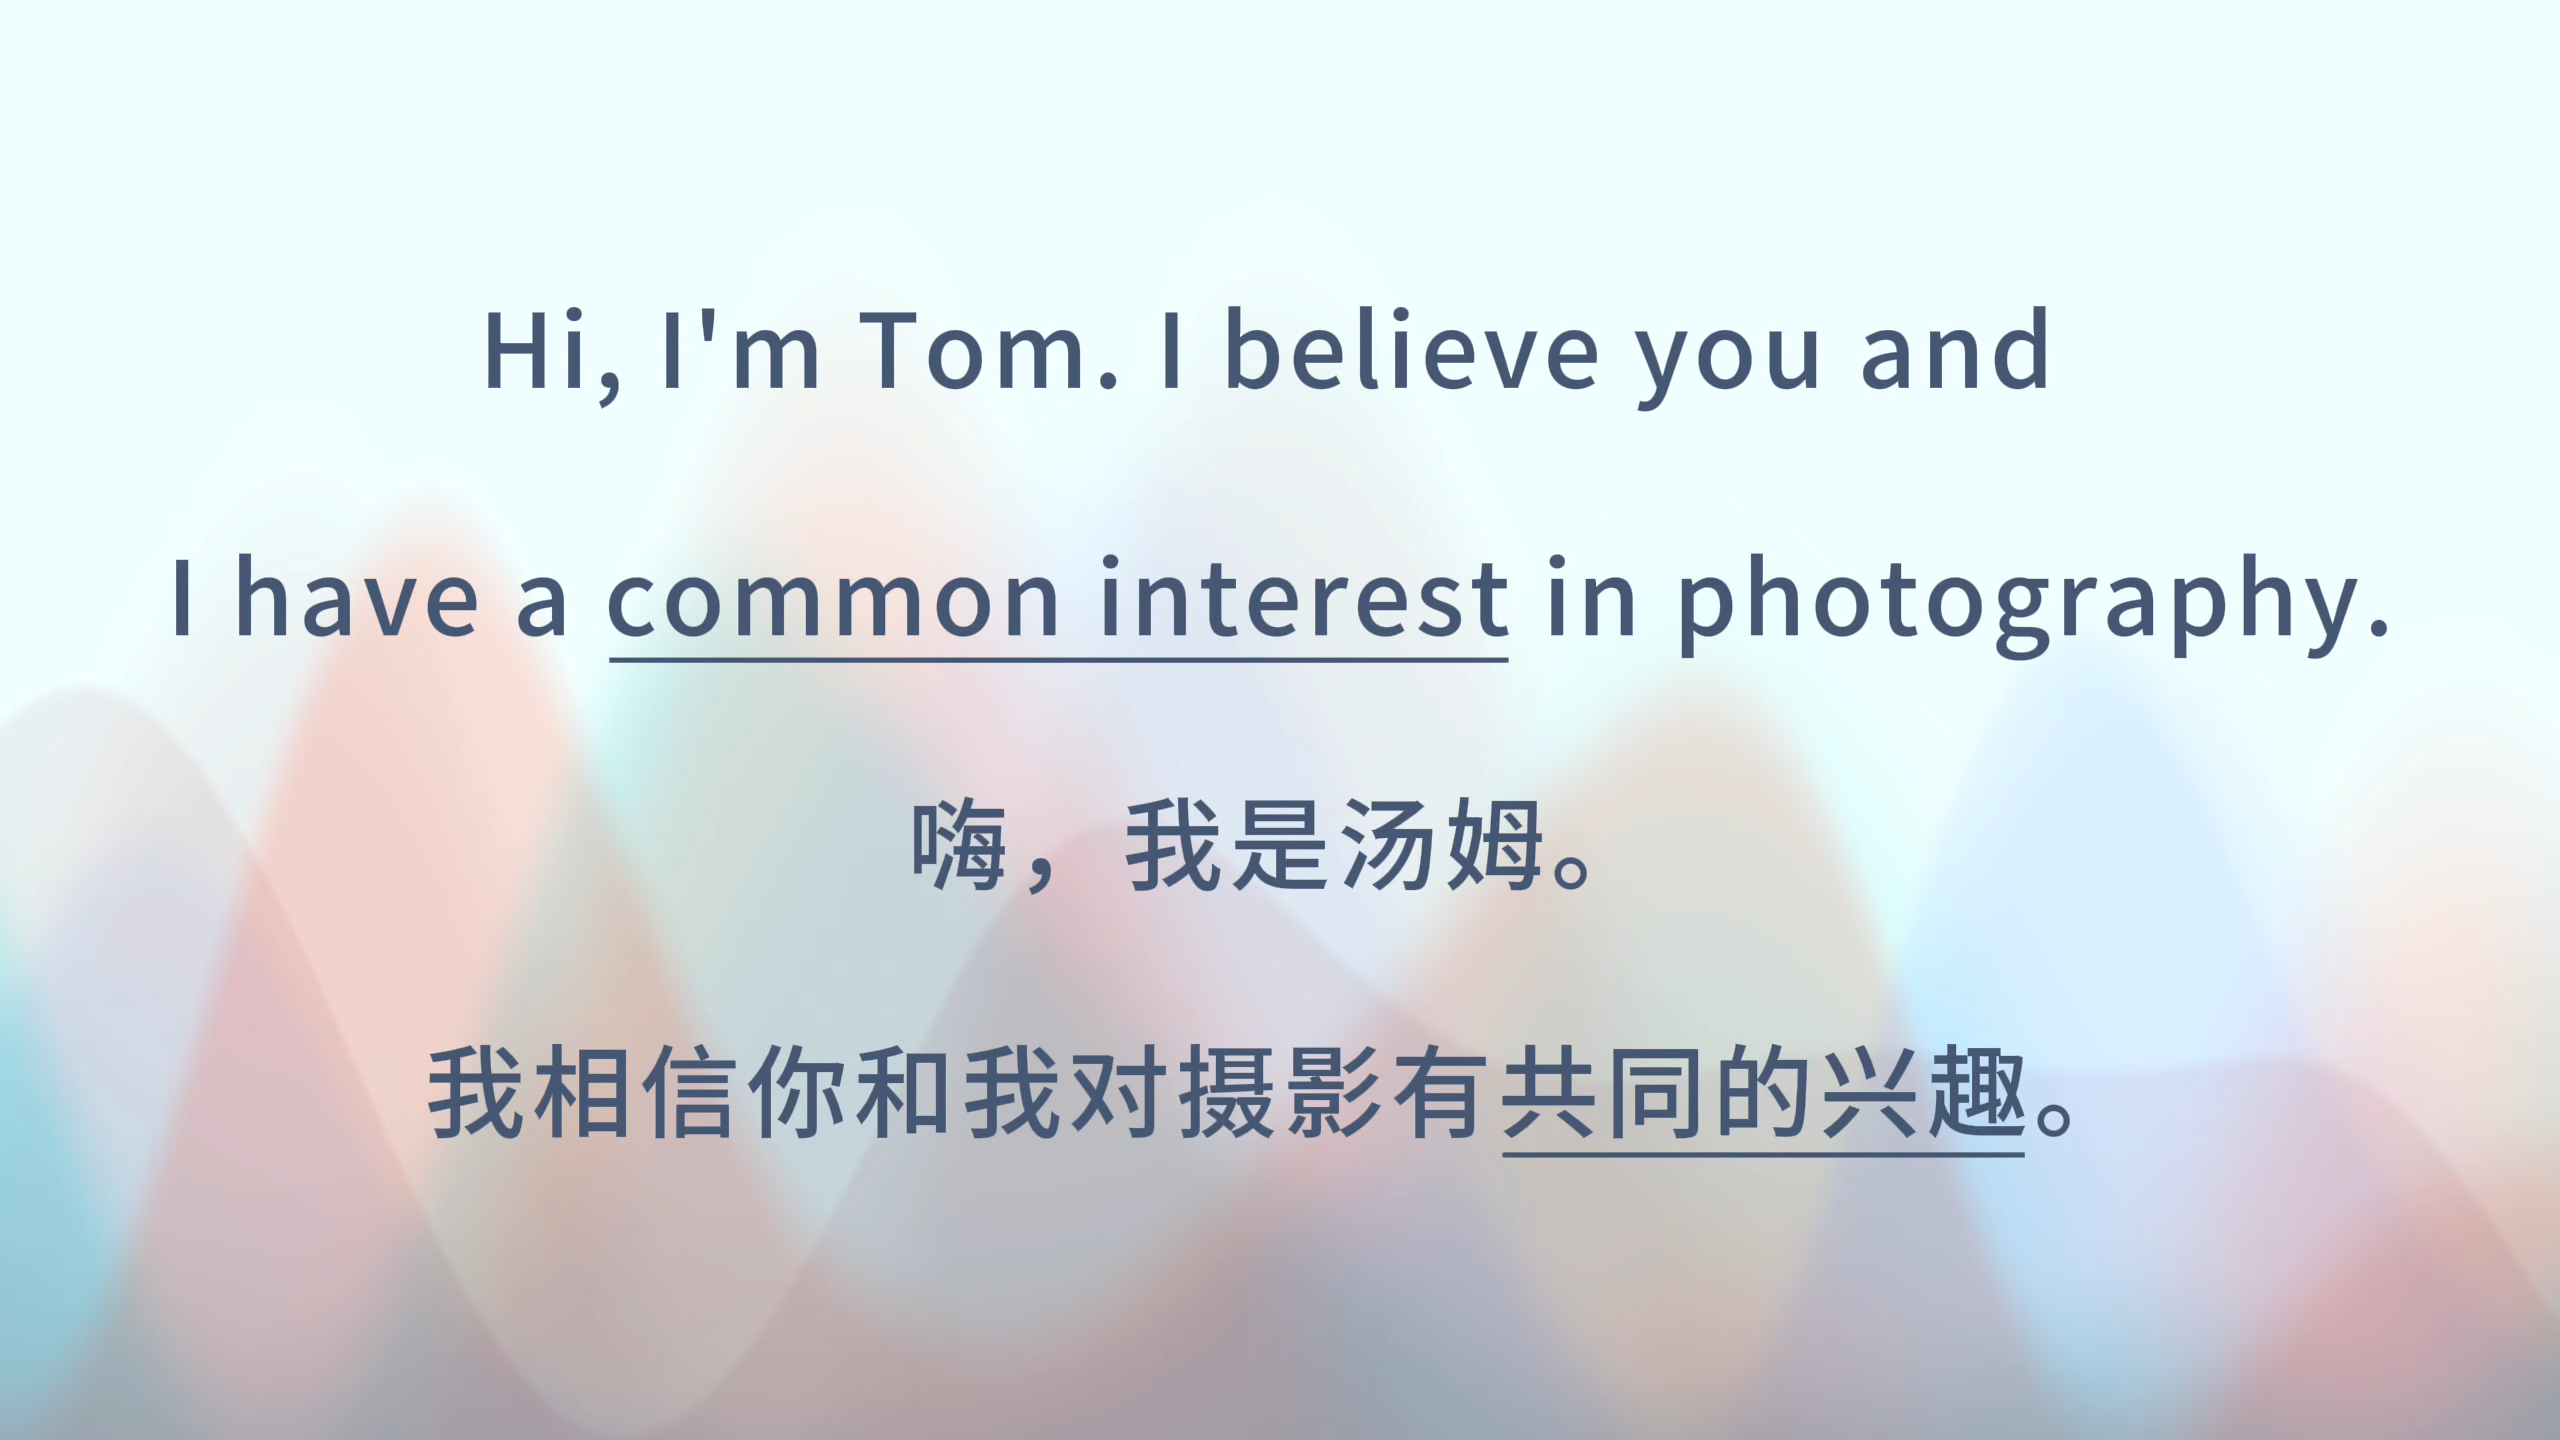 Hi, I'm Tom. I believe you and
I have a common interest in photography.
嗨，我是汤姆。
我相信你和我对摄影有共同的兴趣。